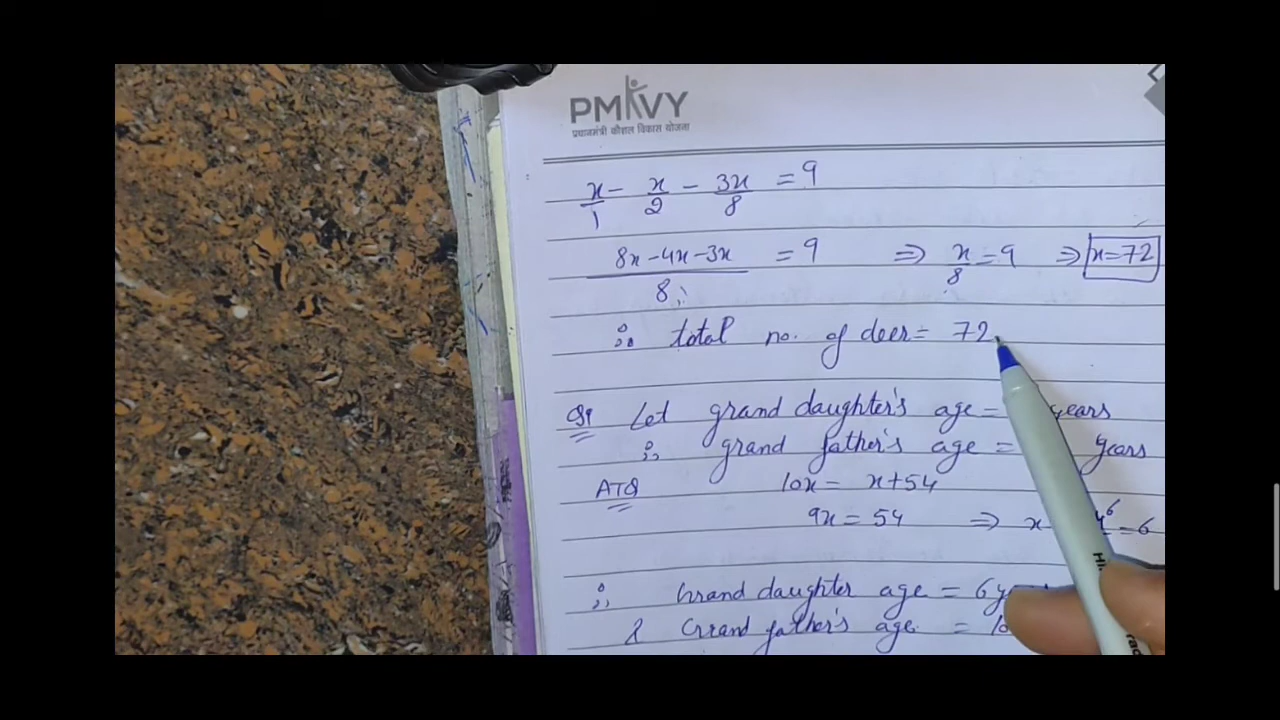 PMKVY
प्रधानमंत्री कौशल विकास योजना
x/1 - x/2 - 3x/8 = 9
(8x-4x-3x)/8 = 9 ⇒ x/8 = 9 ⇒ x=72
∴ total no. of deer = 72
Q9 Let grand daughter's age = years
∴ grand father's age = years
ATQ 10x = x+54
9x = 54 ⇒ x = 6
∴ Grand daughter age = 6
& Grand father's age =